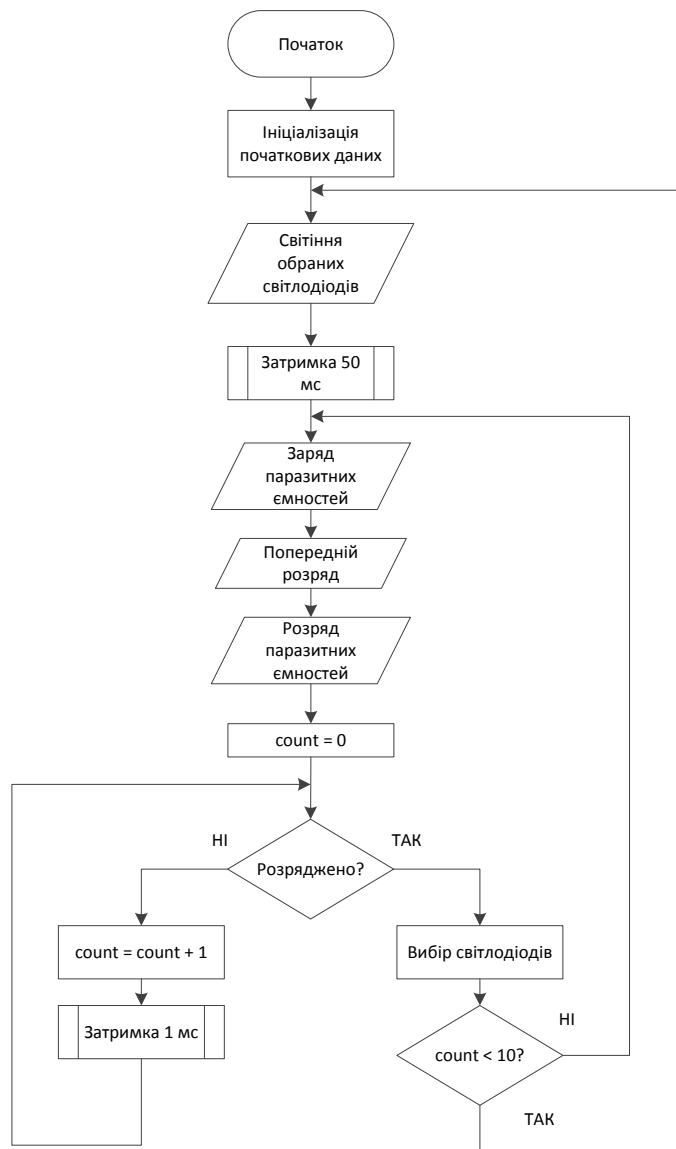 Початок
Ініціалізація
початкових даних
Світіння
обраних
світлодіодів
Затримка 50
мс
Заряд
паразитних
ємностей
Попередній
розряд
Розряд
паразитних
ємностей
count = 0
НІ
ТАК
Розряджено?
count = count + 1
Вибір світлодіодів
Затримка 1 мс
НІ
count < 10?
ТАК